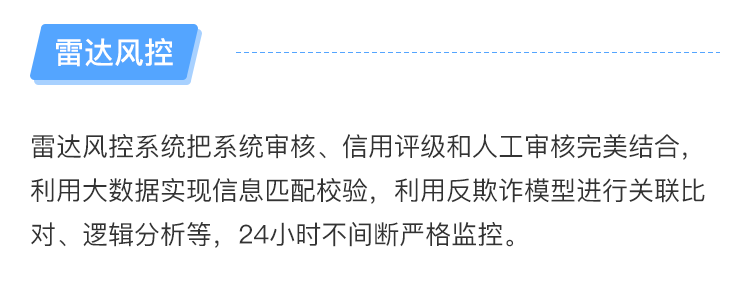 雷达风控
雷达风控系统把系统审核、信用评级和人工审核完美结合，
利用大数据实现信息匹配校验，利用反欺诈模型进行关联比
对、逻辑分析等，24小时不间断严格监控。